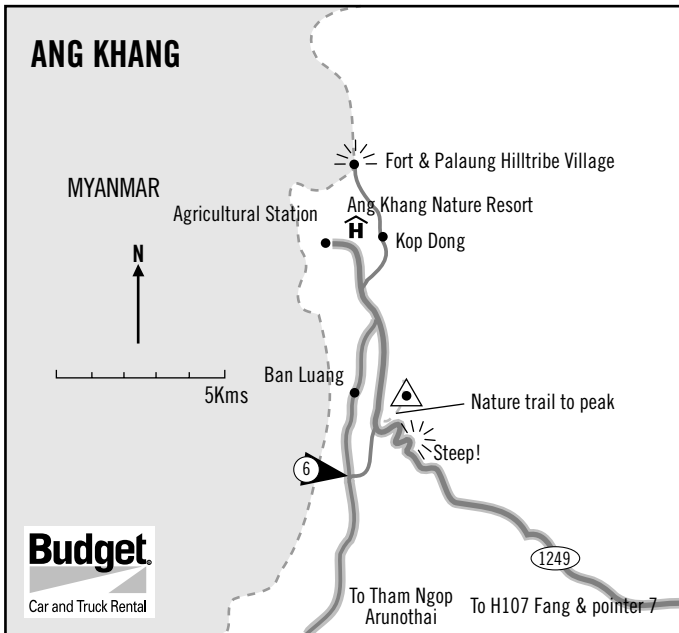 ANG KHANG
Fort & Palaung Hilltribe Village
MYANMAR
Agricultural Station
Ang Khang Nature Resort
H
Kop Dong
N
5Kms
Ban Luang
Nature trail to peak
Steep!
6
1249
Budget®
Car and Truck Rental
To Tham Ngop
Arunothai
To H107 Fang & pointer 7